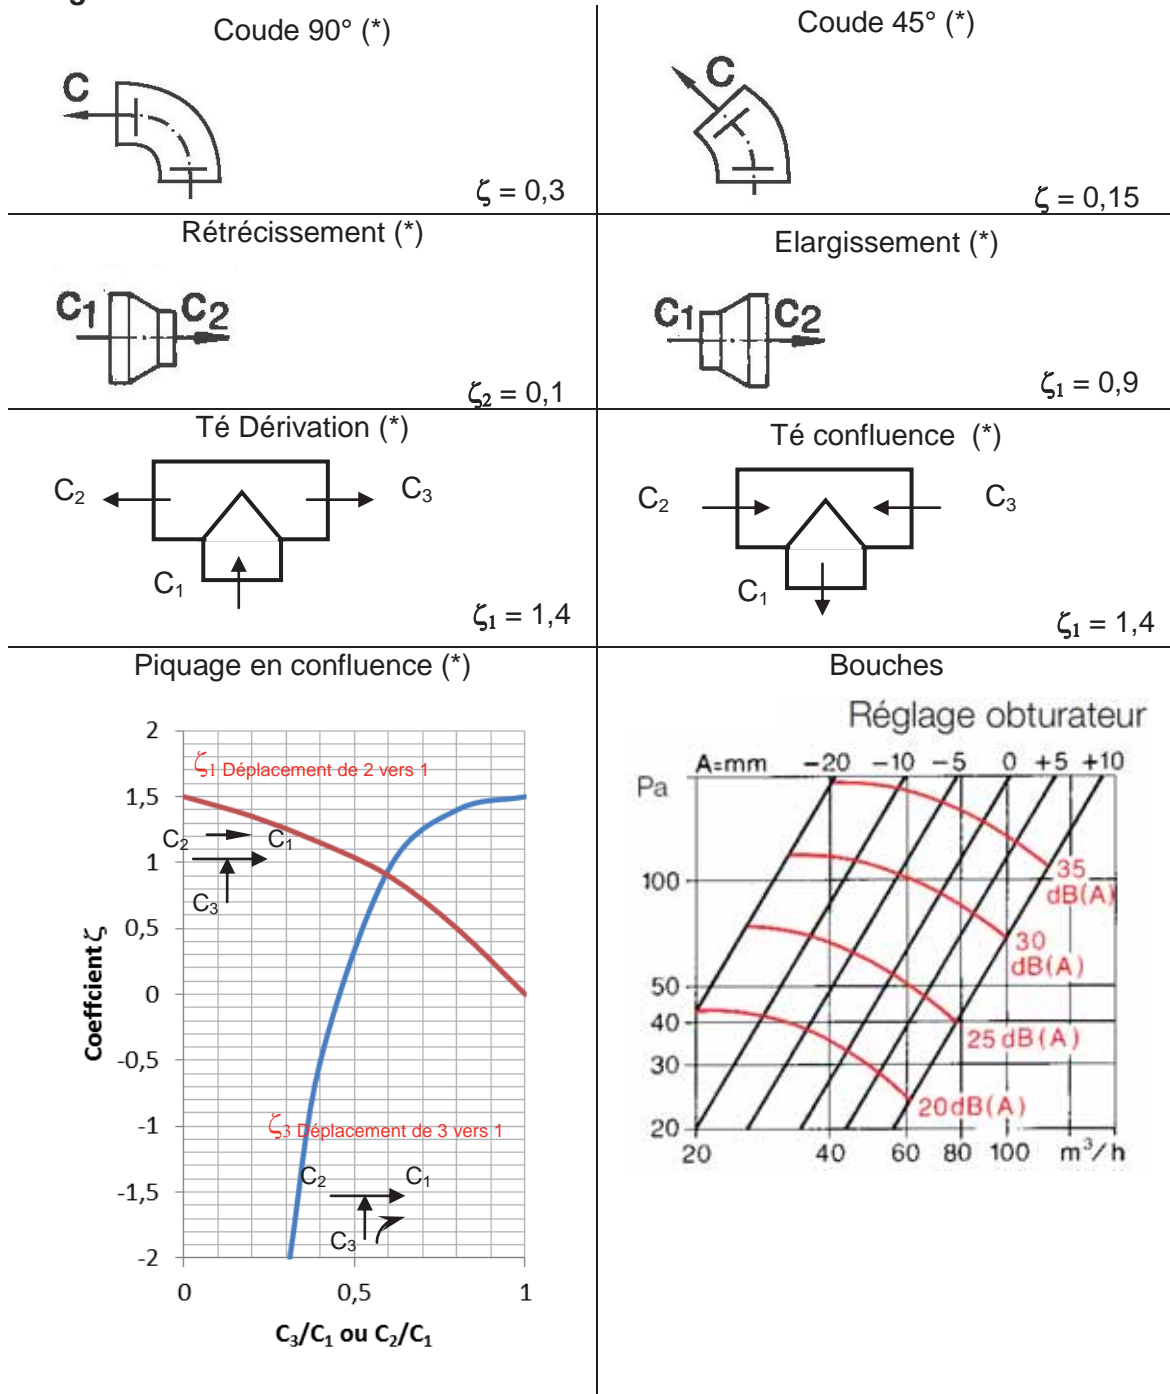 Coude 90° (*)
C
ζ = 0,3
Coude 45° (*)
C
ζ = 0,15
Rétrécissement (*)
C1 C2
ζ2 = 0,1
Elargissement (*)
C1 C2
ζ1 = 0,9
Té Dérivation (*)
C2 C3
C1
ζ1 = 1,4
Té confluence (*)
C2 C3
C1
ζ1 = 1,4
Piquage en confluence (*)
2
ζ1 Déplacement de 2 vers 1
1,5
C2 C1
1
C3
0,5
0
-0,5
-1
ζ3 Déplacement de 3 vers 1
C2 C1
-1,5
C3
-2
Coeffcient ζ
0 0,5 1
C3/C1 ou C2/C1
Bouches
Réglage obturateur
A=mm -20 -10 -5 0 +5 +10
Pa
100
35
dB(A)
30
dB(A)
50
40
25 dB(A)
30
20dB(A)
20
20 40 60 80 100 m³/h